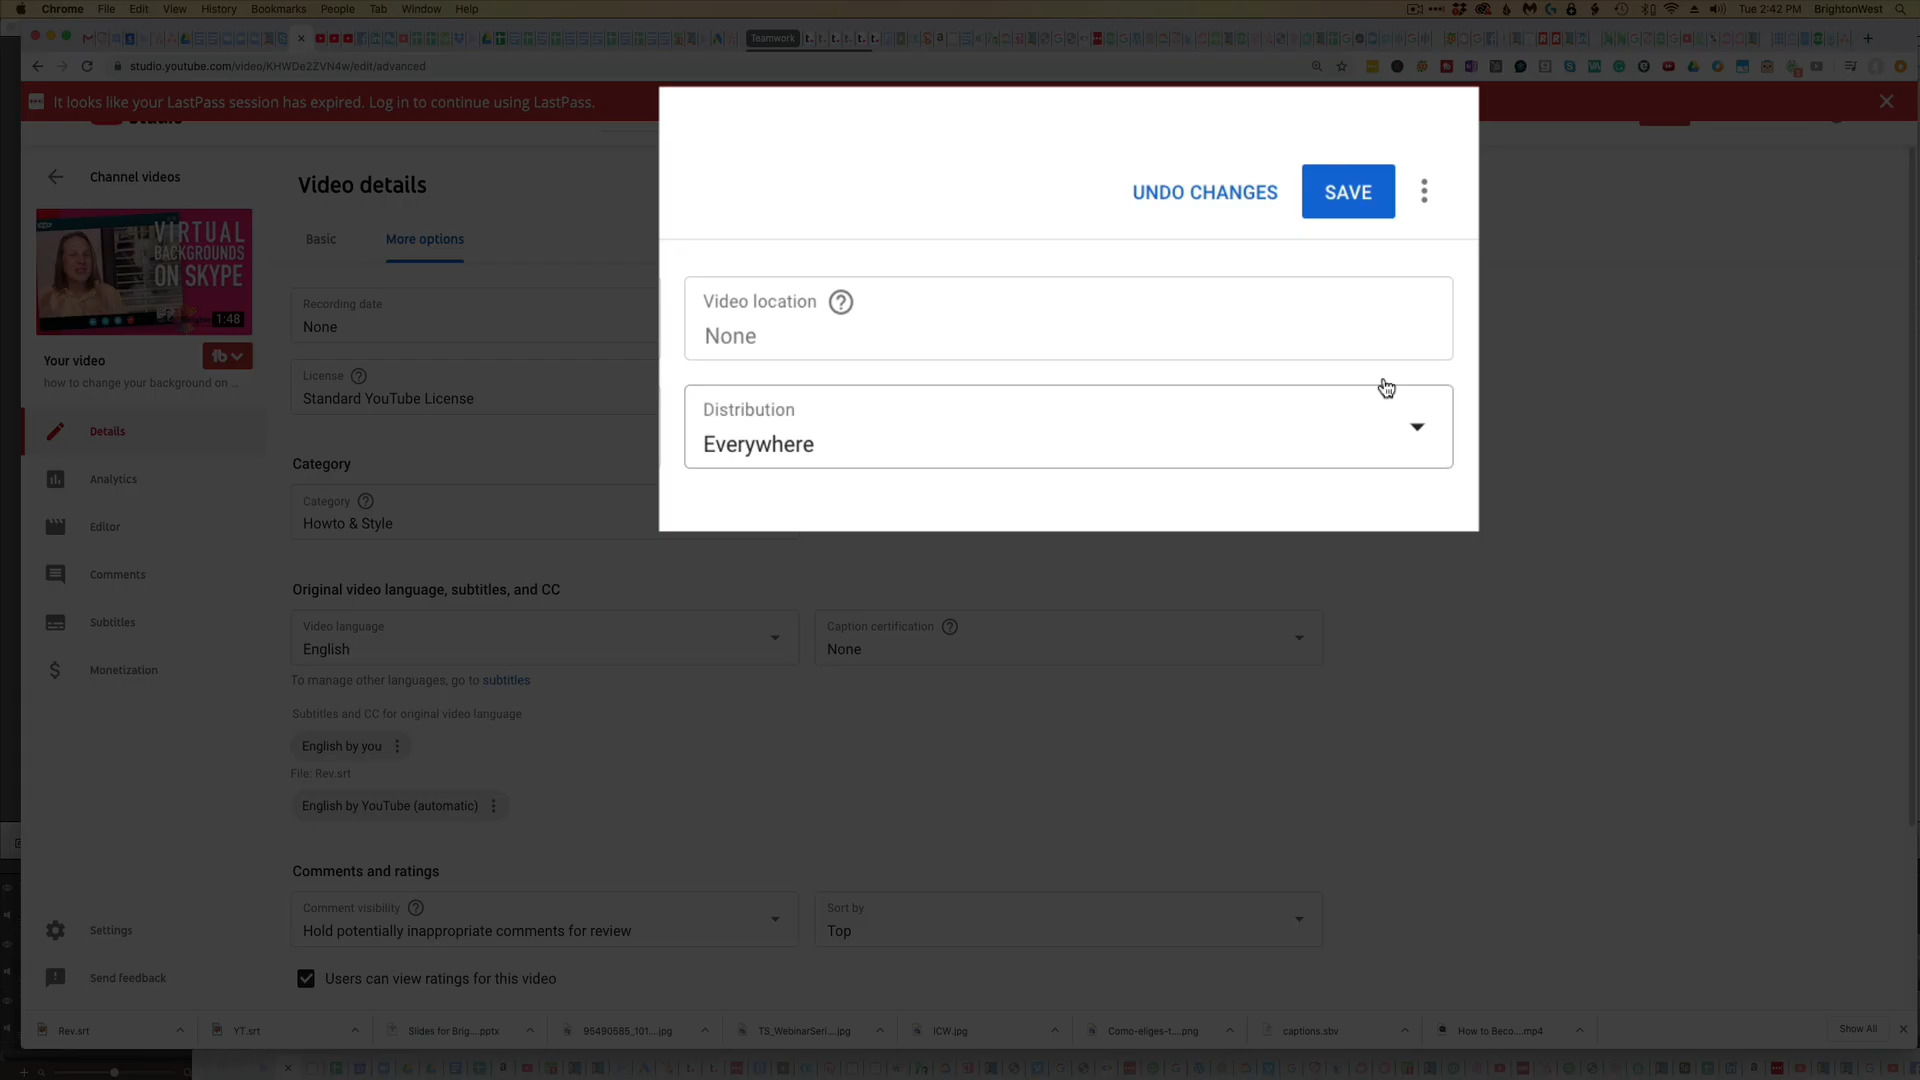 Chrome File Edit View History Bookmarks People Tab Window Help
Tue 2:42 PM BrightonWest
Teamwork
studio.youtube.com/video/KHWDe2ZVN4w/edit/advanced
It looks like your LastPass session has expired. Log in to continue using LastPass.
Channel videos
VIRTUAL
BACKGROUNDS
ON SKYPE
1:48
Your video
how to change your background on ...
Details
Analytics
Editor
Comments
Subtitles
Monetization
Settings
Send feedback
Video details
Basic
More options
UNDO CHANGES
SAVE
Recording date
None
Video location
None
License
Standard YouTube License
Distribution
Everywhere
Category
Category
Howto & Style
Original video language, subtitles, and CC
Video language
English
Caption certification
None
To manage other languages, go to subtitles
Subtitles and CC for original video language
English by you
File: Rev.srt
English by YouTube (automatic)
Comments and ratings
Comment visibility
Hold potentially inappropriate comments for review
Sort by
Top
Users can view ratings for this video
Rev.srt
YT.srt
Slides for Brig....pptx
95490585_101....jpg
TS_WebinarSeri....jpg
ICW.jpg
Como-eliges-t....png
captions.sbv
How to Beco....mp4
Show All